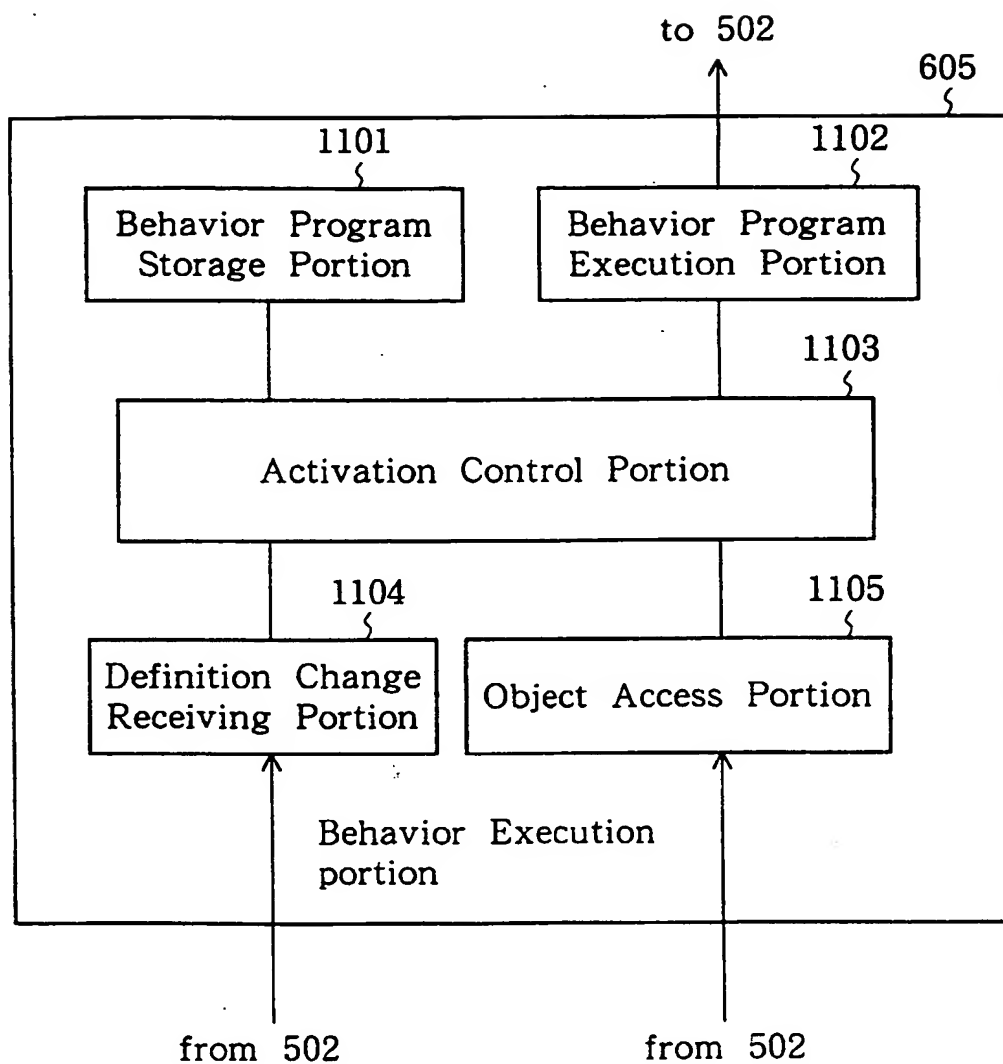 to 502
605
1101
1102
Behavior Program
Storage Portion
Behavior Program
Execution Portion
1103
Activation Control Portion
1104
1105
Definition Change
Receiving Portion
Object Access Portion
Behavior Execution
portion
from 502
from 502